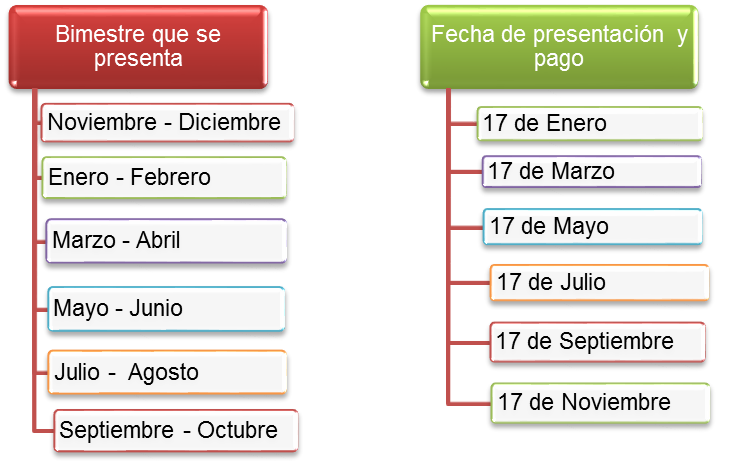 Bimestre que se
presenta
Noviembre - Diciembre
Enero - Febrero
Marzo - Abril
Mayo - Junio
Julio - Agosto
Septiembre - Octubre
Fecha de presentación y
pago
17 de Enero
17 de Marzo
17 de Mayo
17 de Julio
17 de Septiembre
17 de Noviembre